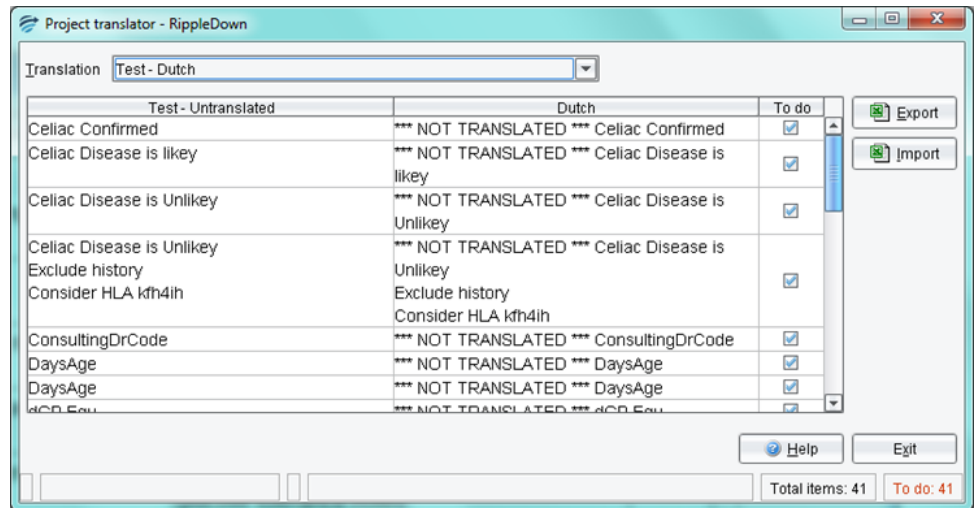 Project translator - RippleDown
Translation Test - Dutch
Test - Untranslated Dutch To do
Celiac Confirmed *** NOT TRANSLATED *** Celiac Confirmed
Celiac Disease is likey *** NOT TRANSLATED *** Celiac Disease is
likey
Celiac Disease is Unlikey *** NOT TRANSLATED *** Celiac Disease is
Unlikey
Celiac Disease is Unlikey *** NOT TRANSLATED *** Celiac Disease is
Exclude history Unlikey
Consider HLA kfh4ih Exclude history
Consider HLA kfh4ih
ConsultingDrCode *** NOT TRANSLATED *** ConsultingDrCode
DaysAge *** NOT TRANSLATED *** DaysAge
DaysAge *** NOT TRANSLATED *** DaysAge
*** NOT TRANSLATED ***
Export
Import
Help Exit
Total items: 41 To do: 41